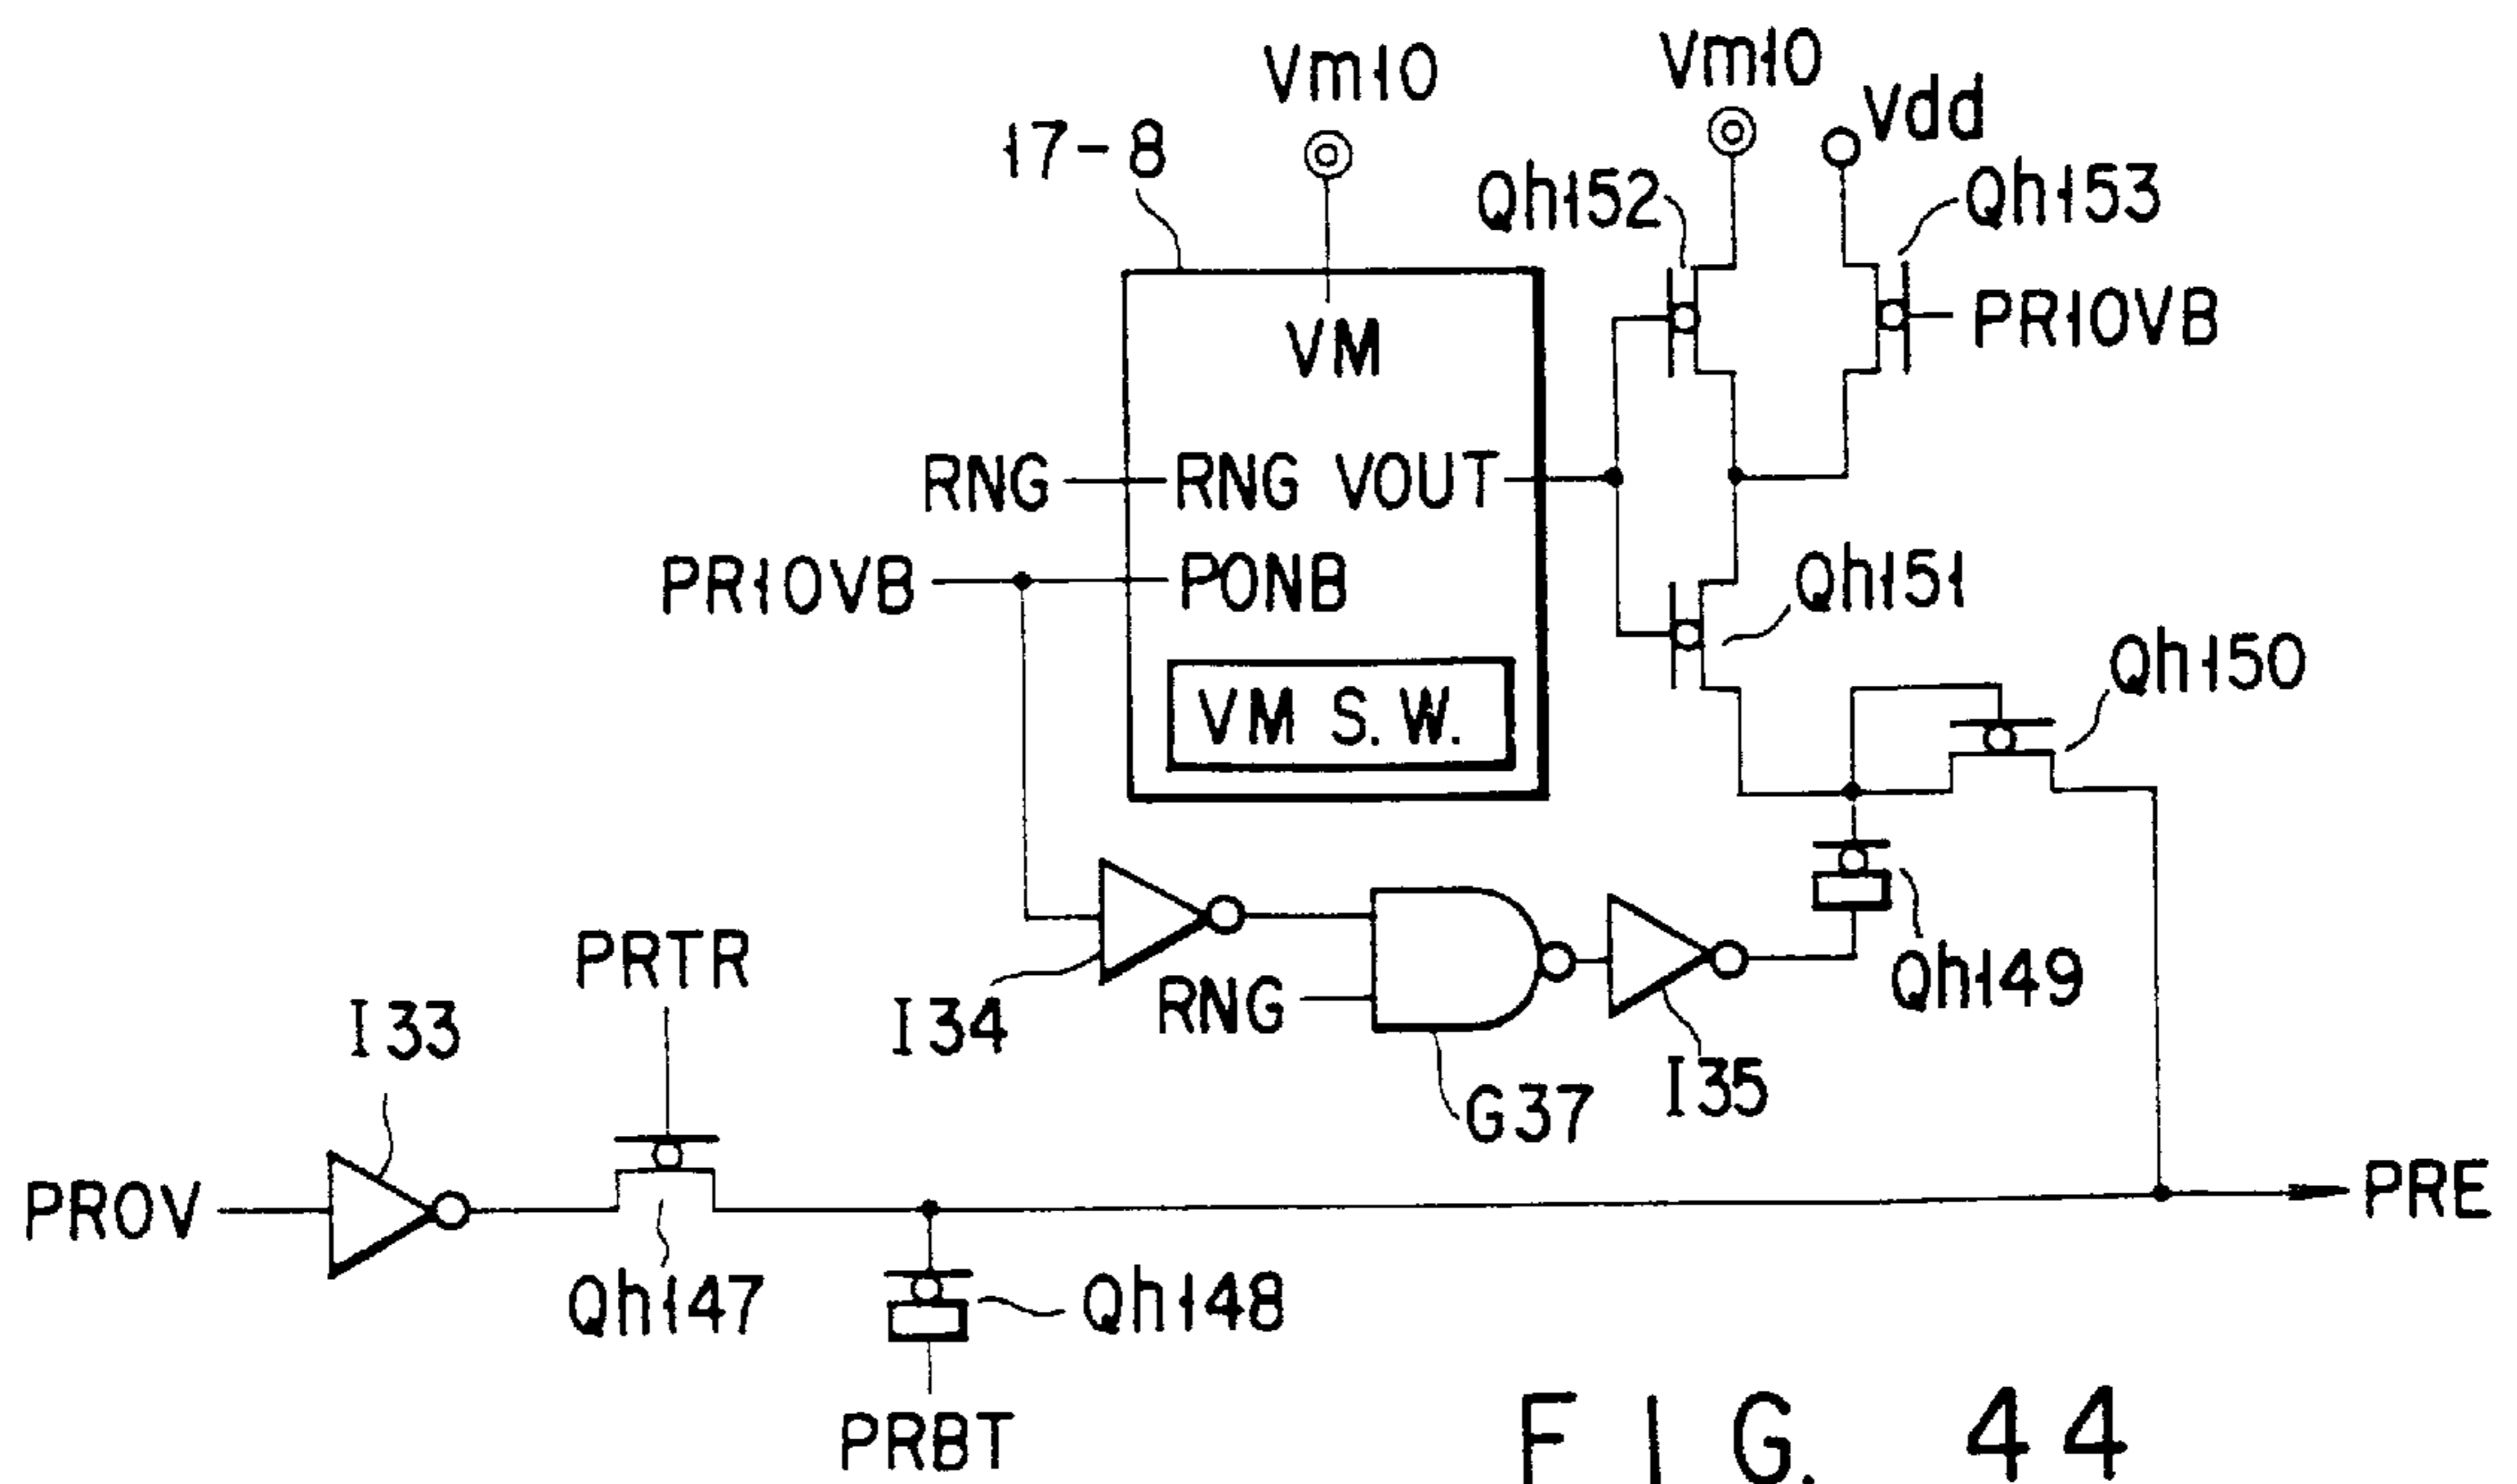 Vm10
Vm10
Vdd
17-8
Qh152
Qh153
PR10VB
VM
RNG
RNG VOUT
PR10VB
PONB
Qh151
VM S.W.
Qh150
PRTR
I33
I34
RNG
Qh149
G37
I35
PROV
PRE
Qh147
Qh148
PRBT
FIG. 44